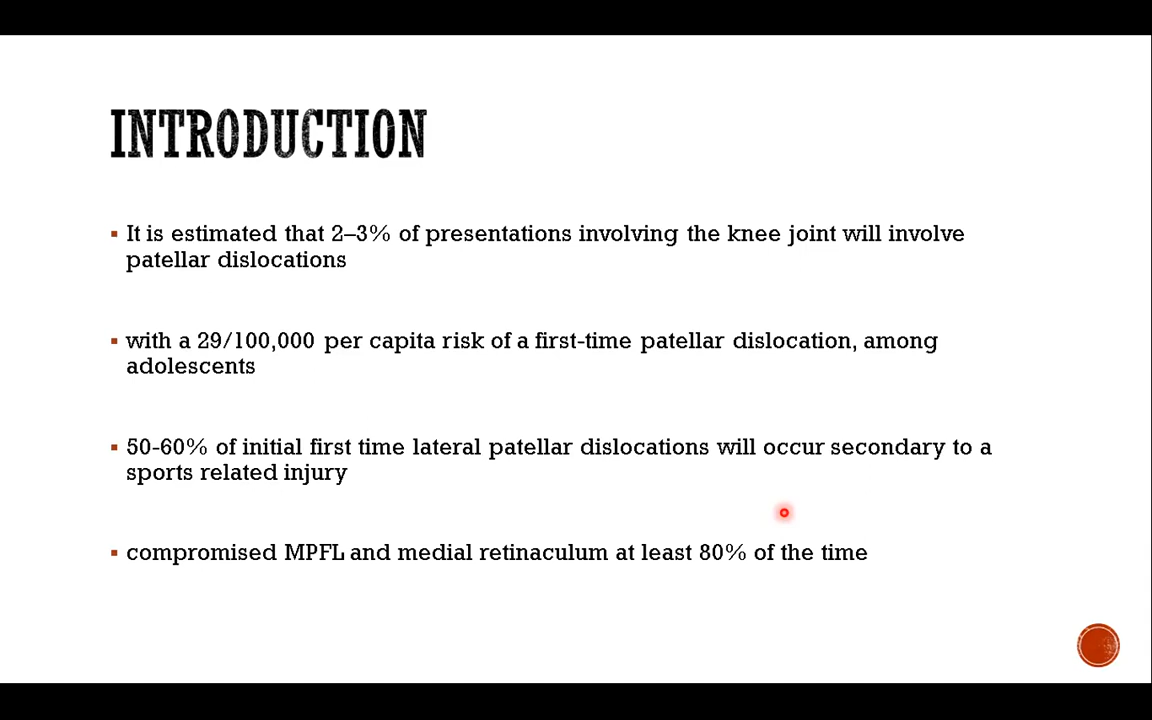 INTRODUCTION
▪ It is estimated that 2–3% of presentations involving the knee joint will involve
patellar dislocations
▪ with a 29/100,000 per capita risk of a first-time patellar dislocation, among
adolescents
▪ 50-60% of initial first time lateral patellar dislocations will occur secondary to a
sports related injury
▪ compromised MPFL and medial retinaculum at least 80% of the time